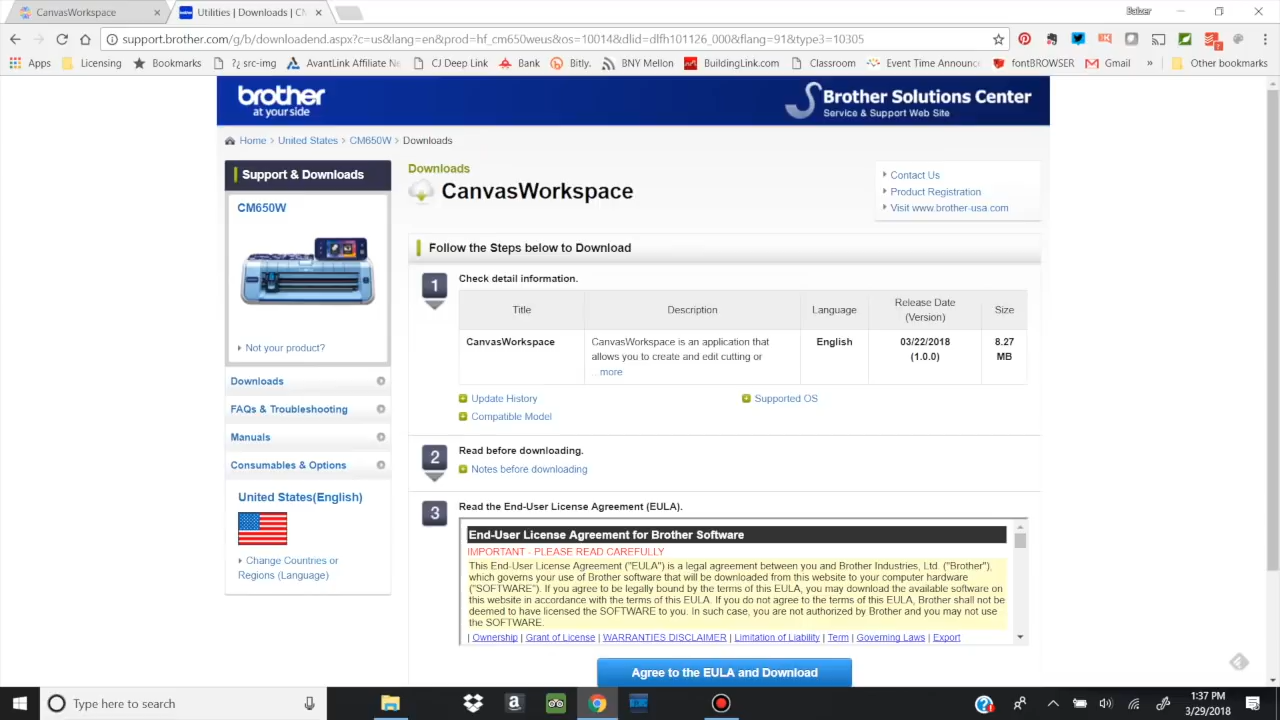 CanvasWorkspace
Utilities | Downloads | CM
Baker
support.brother.com/g/b/downloadend.aspx?c=us&lang=en&prod=hf_cm650weus&os=10014&dlid=dlfh101126_000&flang=91&type3=10305
Apps Licensing Bookmarks ?¿ src-img AvantLink Affiliate Ne CJ Deep Link Bank Bitly. BNY Mellon BuildingLink.com Classroom Event Time Announce fontBROWSER Gmail » Other bookmarks
brother
at your side
Brother Solutions Center
Service & Support Web Site
Home > United States > CM650W > Downloads
Support & Downloads
CM650W
Not your product?
Downloads
FAQs & Troubleshooting
Manuals
Consumables & Options
United States(English)
Change Countries or
Regions (Language)
Downloads
CanvasWorkspace
Contact Us
Product Registration
Visit www.brother-usa.com
Follow the Steps below to Download
1
Check detail information.
Title Description Language Release Date (Version) Size
CanvasWorkspace
CanvasWorkspace is an application that
allows you to create and edit cutting or
.. more
English
03/22/2018
(1.0.0)
8.27
MB
Update History
Supported OS
Compatible Model
2
Read before downloading.
Notes before downloading
3
Read the End-User License Agreement (EULA).
End-User License Agreement for Brother Software
IMPORTANT - PLEASE READ CAREFULLY
This End-User License Agreement ("EULA") is a legal agreement between you and Brother Industries, Ltd. ("Brother"),
which governs your use of Brother software that will be downloaded from this website to your computer hardware
("SOFTWARE"). If you agree to be legally bound by the terms of this EULA, you may download the available software on
this website in accordance with the terms of this EULA. If you do not agree to the terms of this EULA, Brother shall not be
deemed to have licensed the SOFTWARE to you. In such case, you are not authorized by Brother and you may not use
the SOFTWARE.
| Ownership | Grant of License | WARRANTIES DISCLAIMER | Limitation of Liability | Term | Governing Laws | Export
Agree to the EULA and Download
Type here to search
1:37 PM
3/29/2018